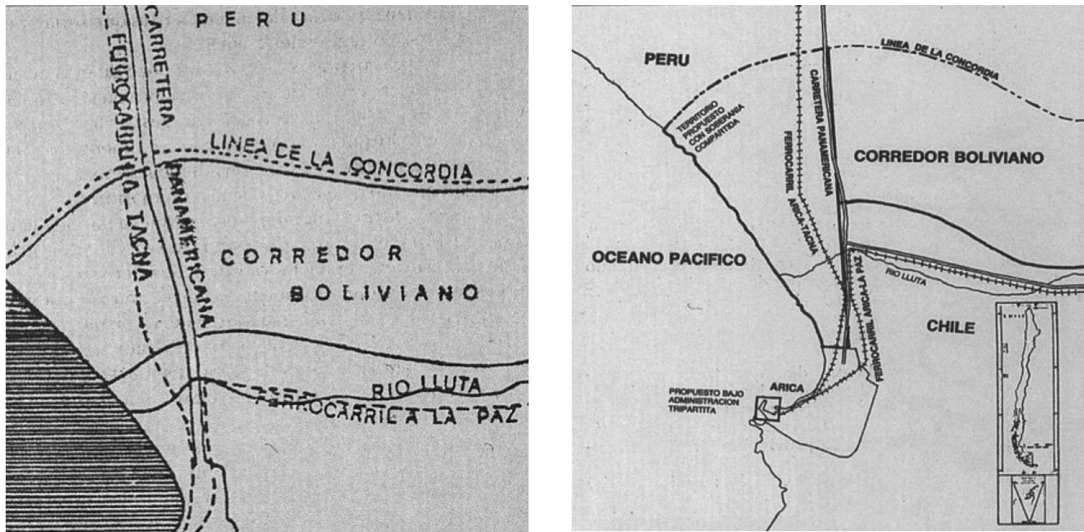 PERU
CARRETERA
PANAMERICANA
FERROCARRIL A TACNA
LINEA DE LA CONCORDIA
CORREDOR
BOLIVIANO
RIO LLUTA
FERROCARRIL A LA PAZ
PERU
LINEA DE LA CONCORDIA
TERRITORIO
PROPUESTO
CON SOBERANIA
COMPARTIDA
FERROCARRIL ARICA-TACNA
CARRETERA PANAMERICANA
CORREDOR BOLIVIANO
OCEANO PACIFICO
RIO LLUTA
FERROCARRIL ARICA-LA PAZ
CHILE
PROPUESTO BAJO
ADMINISTRACION
TRIPARTITA
ARICA